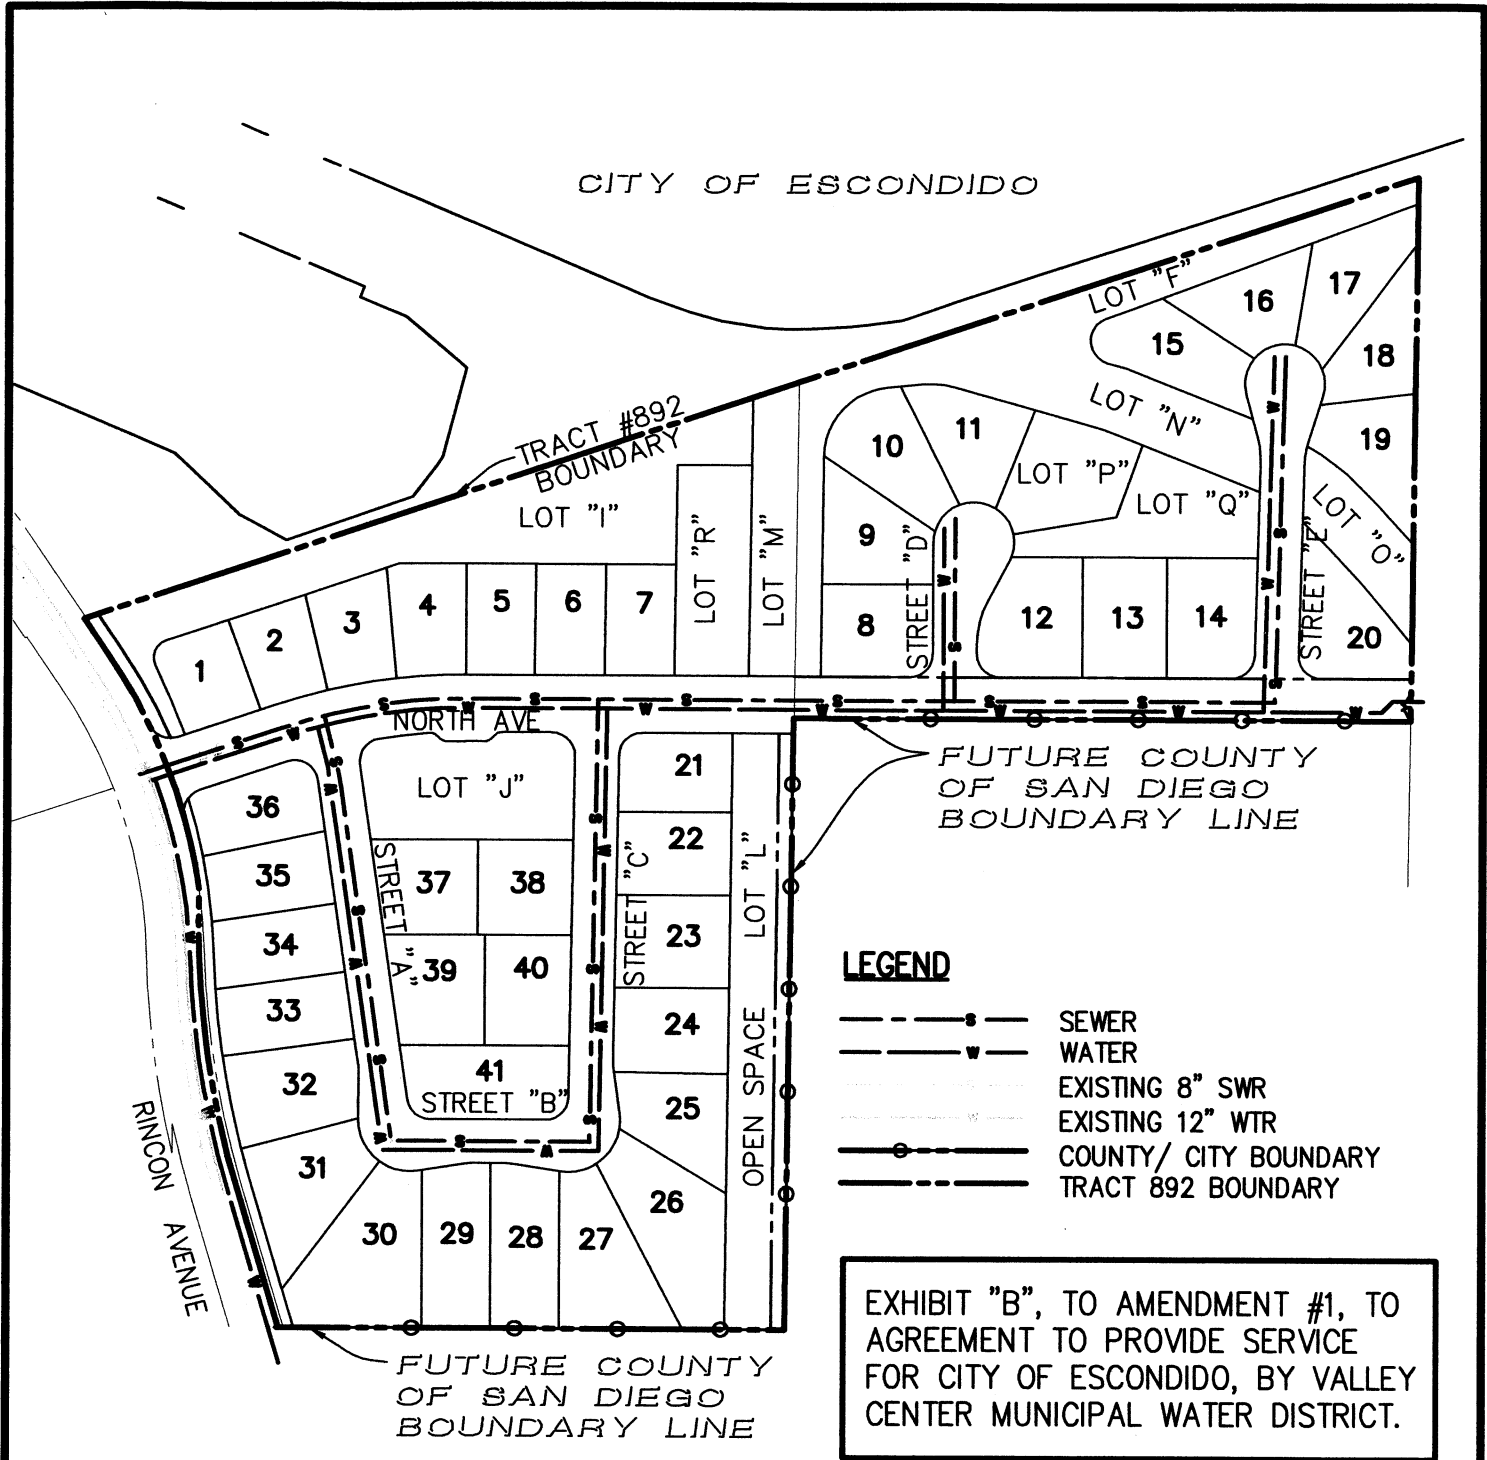 CITY OF ESCONDIDO
LOT "F"
17
16
15
18
TRACT #892
BOUNDARY
LOT "N"
10
11
19
LOT "I"
LOT "P"
LOT "Q"
LOT "O"
LOT "R"
LOT "M"
9
STREET "D"
STREET "E"
1
2
3
4
5
6
7
8
12
13
14
20
S
W
NORTH AVE
LOT "J"
21
FUTURE COUNTY
OF SAN DIEGO
BOUNDARY LINE
36
22
35
STREET "A"
37
38
STREET "C"
LOT "L"
34
39
40
23
33
24
OPEN SPACE
32
41
STREET "B"
25
31
26
30
29
28
27
RINCON AVENUE
LEGEND
S SEWER
W WATER
EXISTING 8" SWR
W EXISTING 12" WTR
COUNTY/ CITY BOUNDARY
TRACT 892 BOUNDARY
FUTURE COUNTY
OF SAN DIEGO
BOUNDARY LINE
EXHIBIT "B", TO AMENDMENT #1, TO
AGREEMENT TO PROVIDE SERVICE
FOR CITY OF ESCONDIDO, BY VALLEY
CENTER MUNICIPAL WATER DISTRICT.